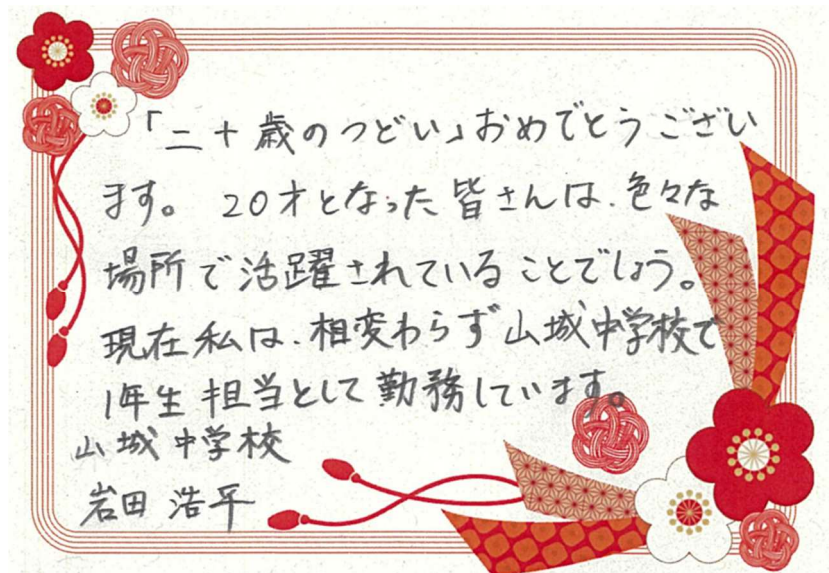 「二十歳のつどい」おめでとうござい
ます。 20才となった皆さんは、色々な
場所で活躍されていることでしょう。
現在私は、相変わらず山城中学校で
1年生担当として勤務しています。
山城中学校
岩田 浩平